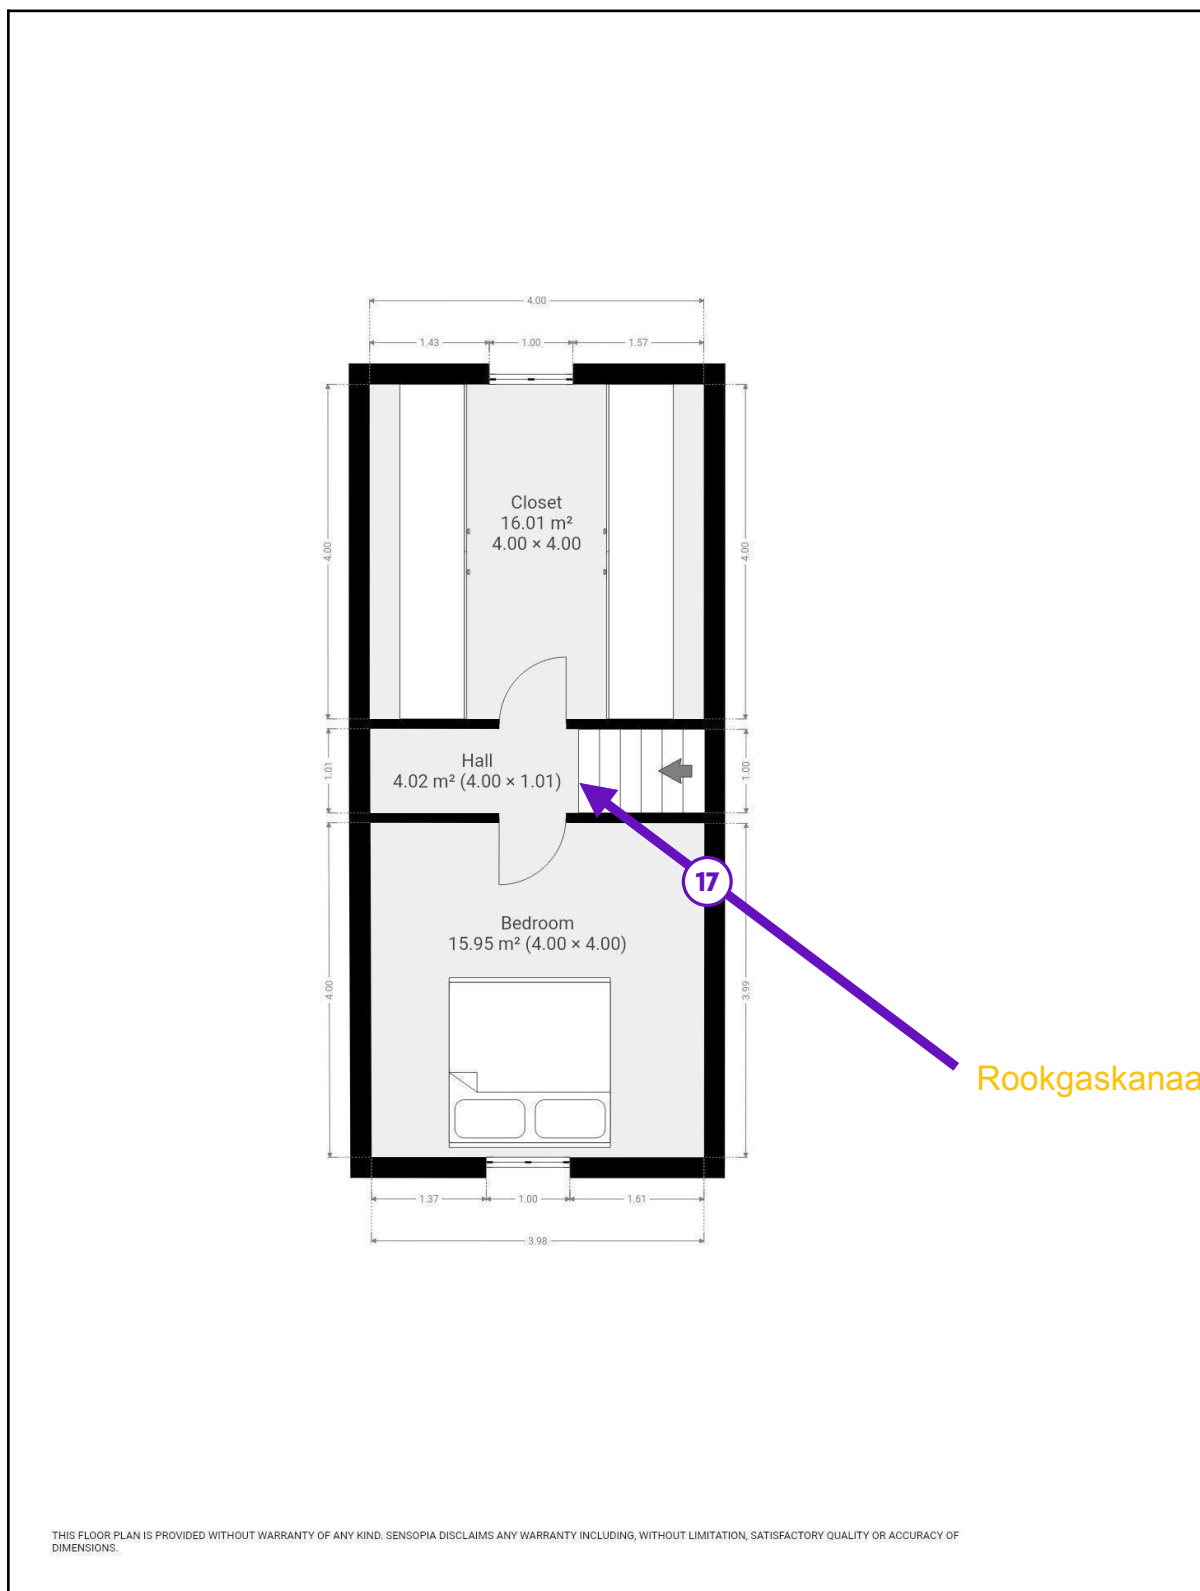 4.00
1.43
1.00
1.57
4.00
4.00
Closet
16.01 m²
4.00 × 4.00
1.01
1.00
Hall
4.02 m² (4.00 × 1.01)
17
Bedroom
15.95 m² (4.00 × 4.00)
4.00
3.99
Rookgaskanaa
1.37
1.00
1.61
3.98
THIS FLOOR PLAN IS PROVIDED WITHOUT WARRANTY OF ANY KIND. SENSOPIA DISCLAIMS ANY WARRANTY INCLUDING, WITHOUT LIMITATION, SATISFACTORY QUALITY OR ACCURACY OF
DIMENSIONS.